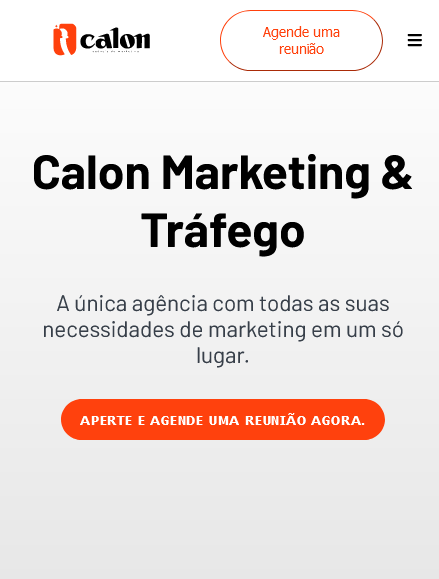 calon
Agende uma
reunião
Calon Marketing &
Tráfego
A única agência com todas as suas
necessidades de marketing em um só
lugar.
APERTE E AGENDE UMA REUNIÃO AGORA.